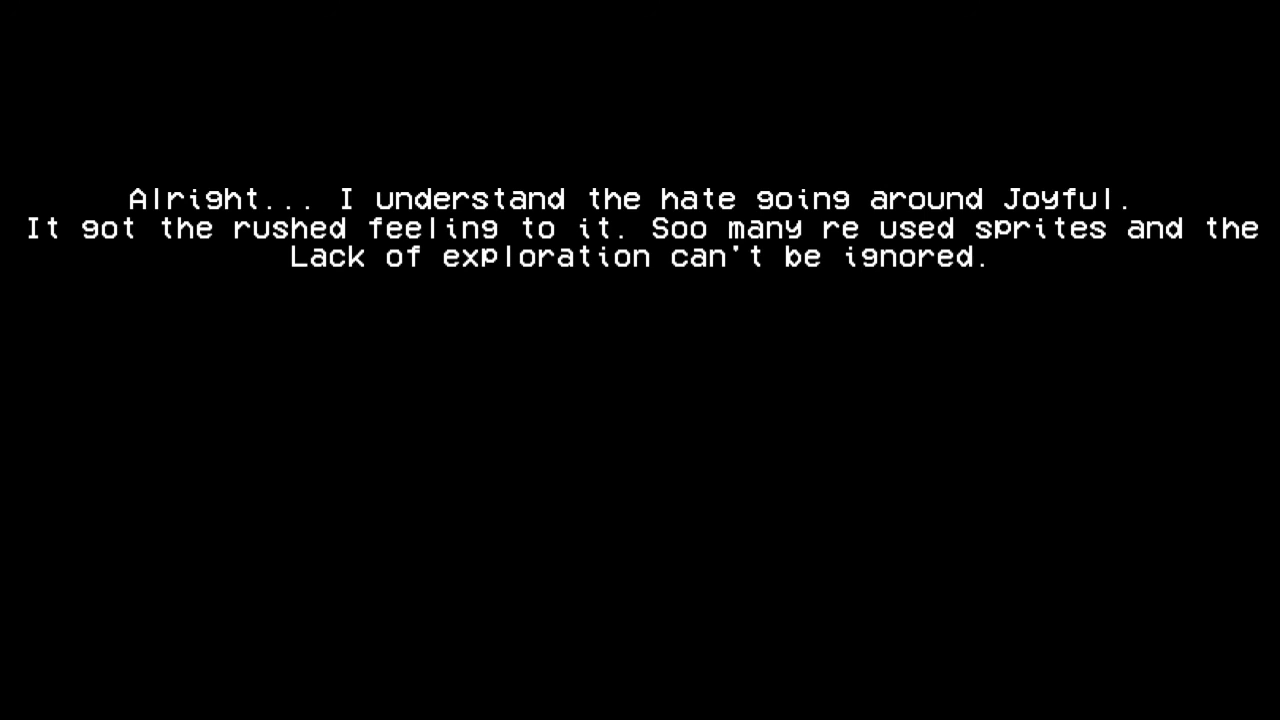 Alright... I understand the hate going around Joyful.
It got the rushed feeling to it. Soo many re used sprites and the
Lack of exploration can't be ignored.